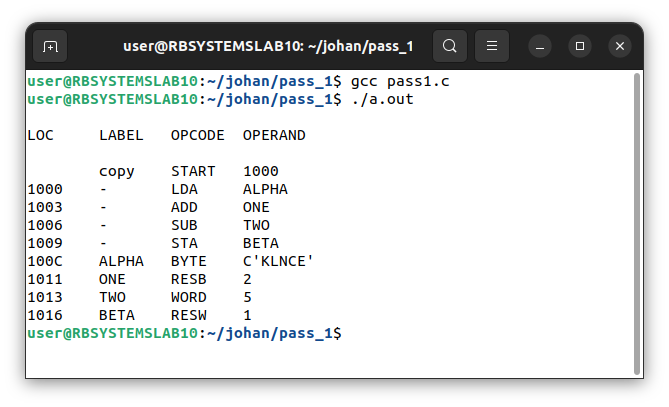 user@RBSYSTEMSLAB10: ~/johan/pass_1
user@RBSYSTEMSLAB10:~/johan/pass_1$ gcc pass1.c
user@RBSYSTEMSLAB10:~/johan/pass_1$ ./a.out
LOC LABEL OPCODE OPERAND
copy START 1000
1000 - LDA ALPHA
1003 - ADD ONE
1006 - SUB TWO
1009 - STA BETA
100C ALPHA BYTE C'KLNCE'
1011 ONE RESB 2
1013 TWO WORD 5
1016 BETA RESW 1
user@RBSYSTEMSLAB10:~/johan/pass_1$